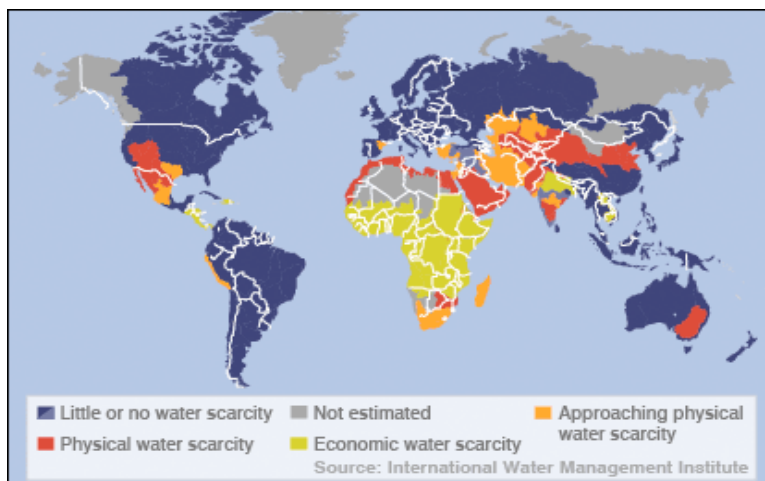 Little or no water scarcity
Not estimated
Approaching physical
water scarcity
Physical water scarcity
Economic water scarcity
Source: International Water Management Institute